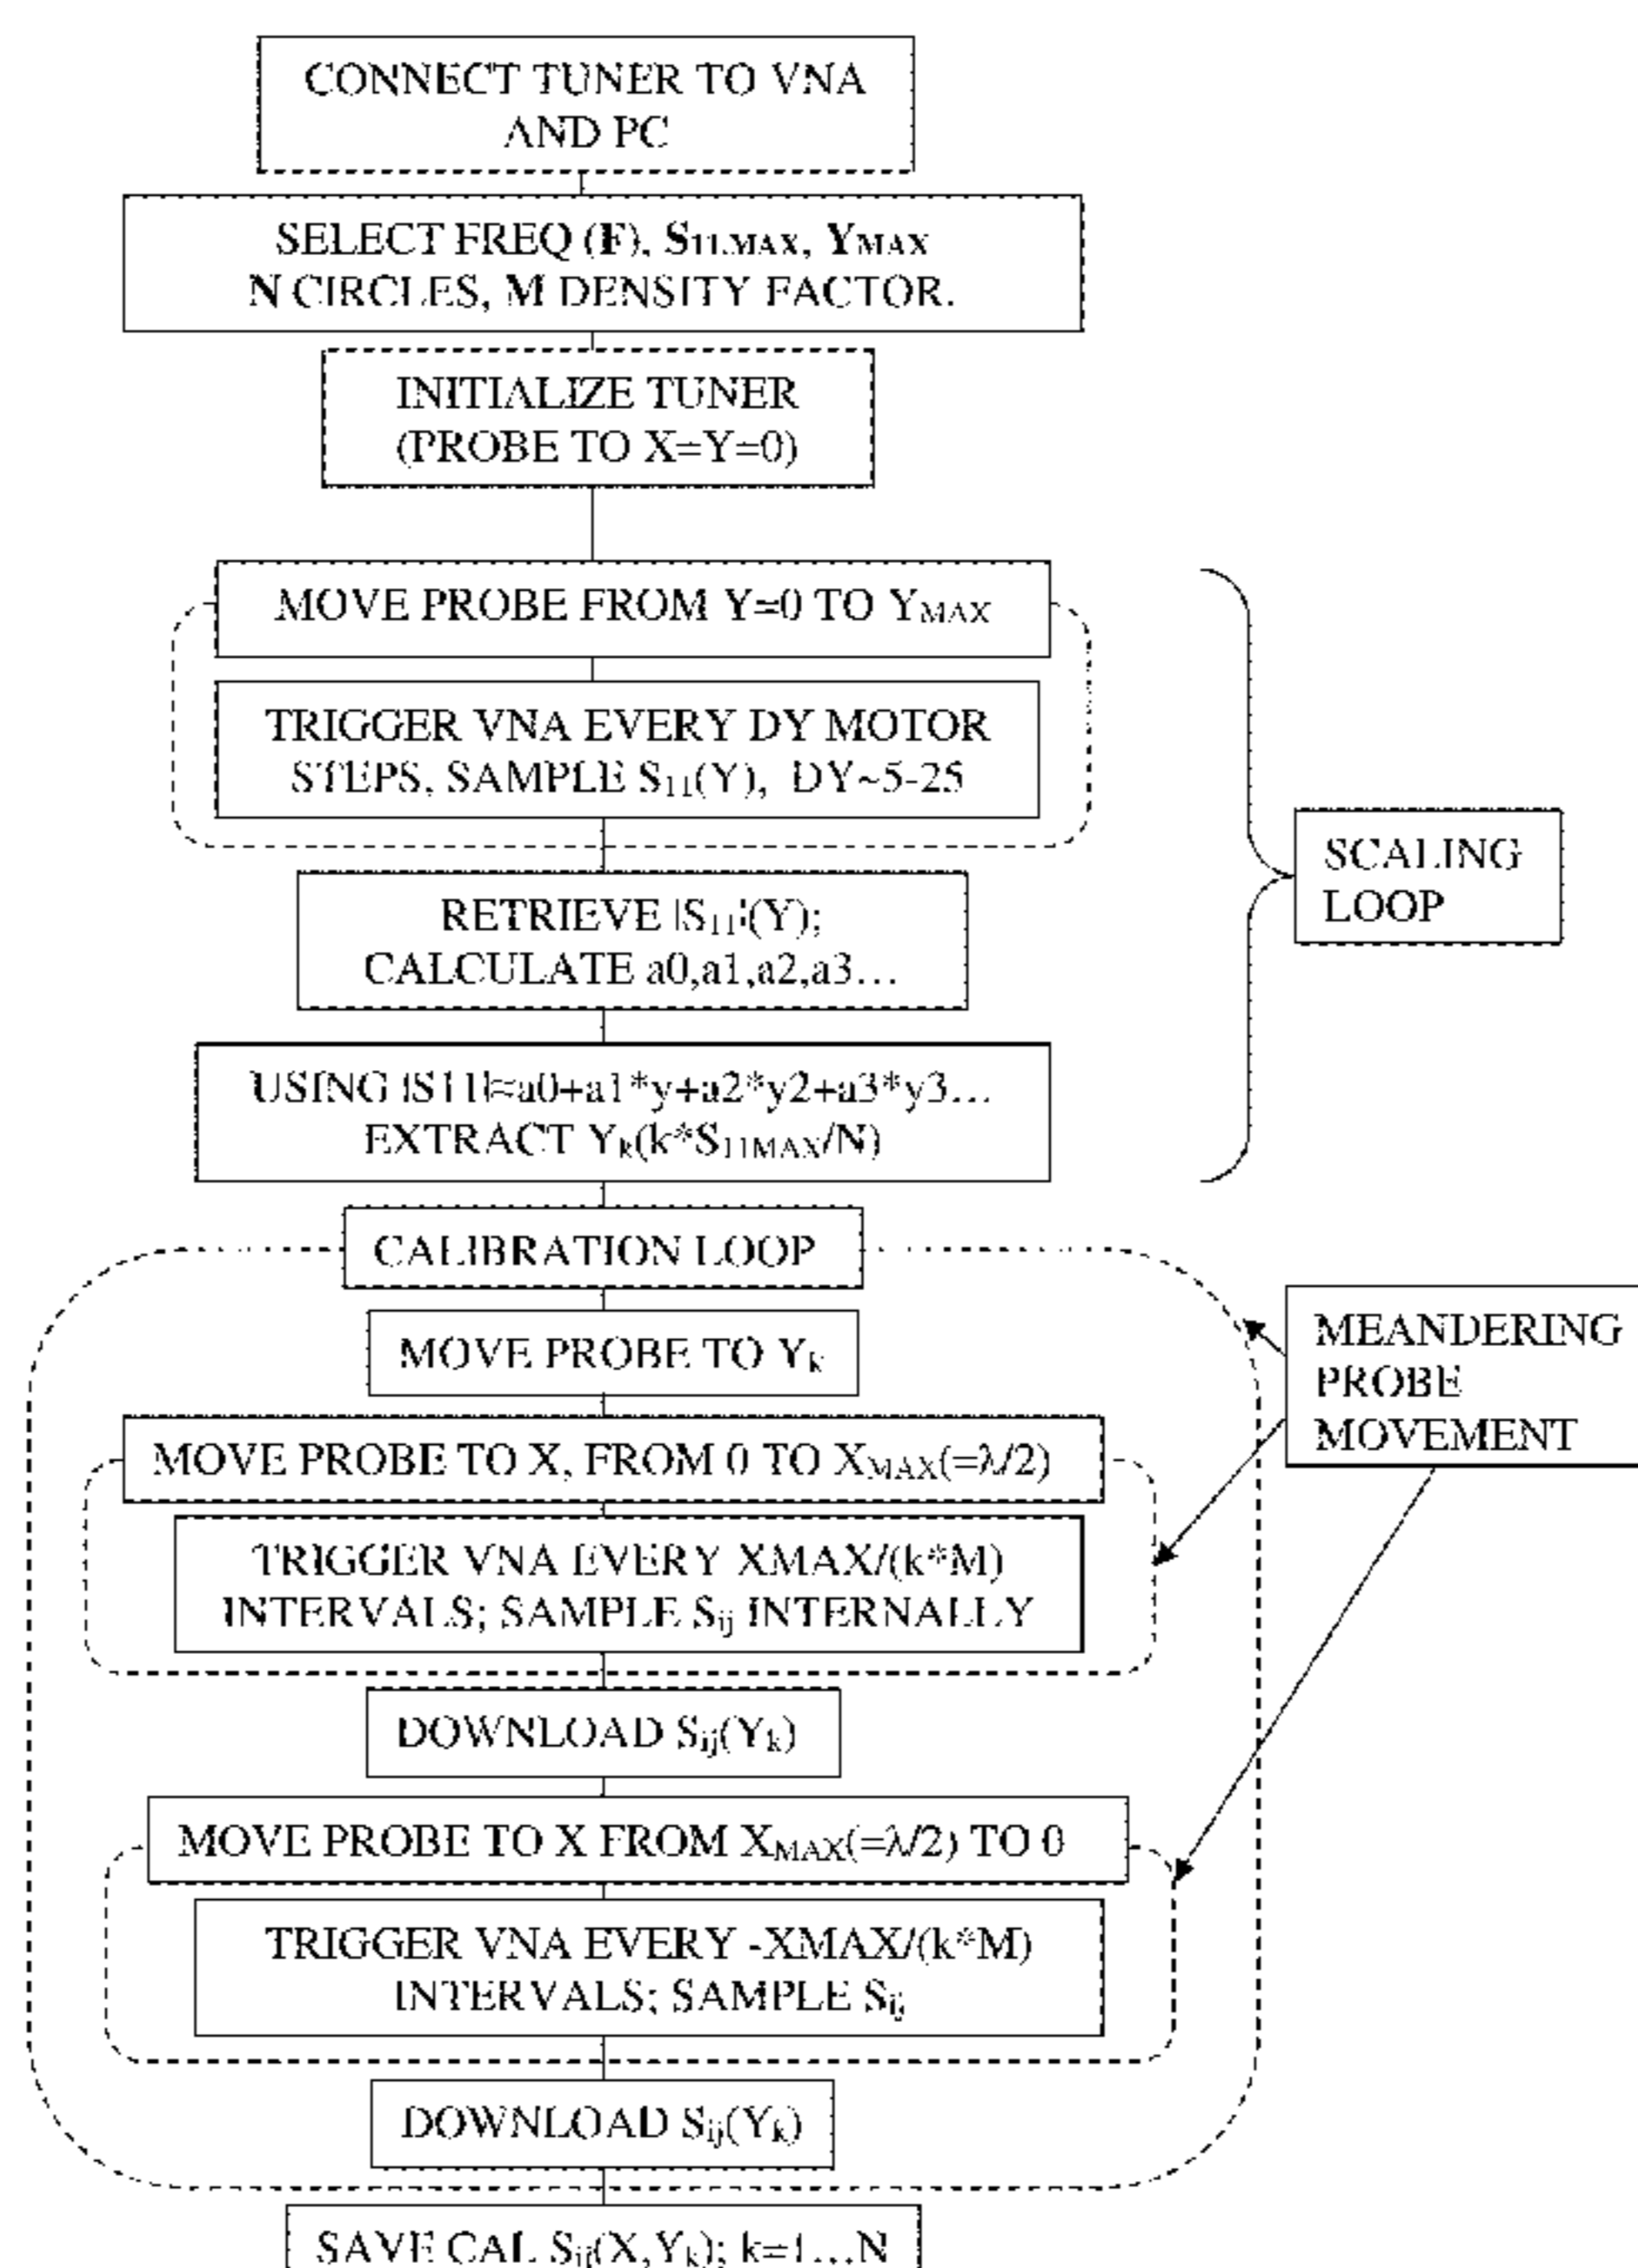 CONNECT TUNER TO VNA
AND PC
SELECT FREQ (F), S11.MAX, YMAX
N CIRCLES, M DENSITY FACTOR.
INITIALIZE TUNER
(PROBE TO X=Y=0)
MOVE PROBE FROM Y=0 TO YMAX
TRIGGER VNA EVERY DY MOTOR
STEPS, SAMPLE S11(Y), DY~5-25
RETRIEVE |S11|(Y);
CALCULATE a0,a1,a2,a3...
USING |S11|≈a0+a1*y+a2*y2+a3*y3...
EXTRACT Yk(k*S11MAX/N)
SCALING
LOOP
CALIBRATION LOOP
MOVE PROBE TO Yk
MOVE PROBE TO X, FROM 0 TO XMAX(=λ/2)
TRIGGER VNA EVERY XMAX/(k*M)
INTERVALS; SAMPLE Sij INTERNALLY
DOWNLOAD Sij(Yk)
MOVE PROBE TO X FROM XMAX(=λ/2) TO 0
TRIGGER VNA EVERY -XMAX/(k*M)
INTERVALS; SAMPLE Sij
DOWNLOAD Sij(Yk)
MEANDERING
PROBE
MOVEMENT
SAVE CAL Sij(X,Yk); k=1...N